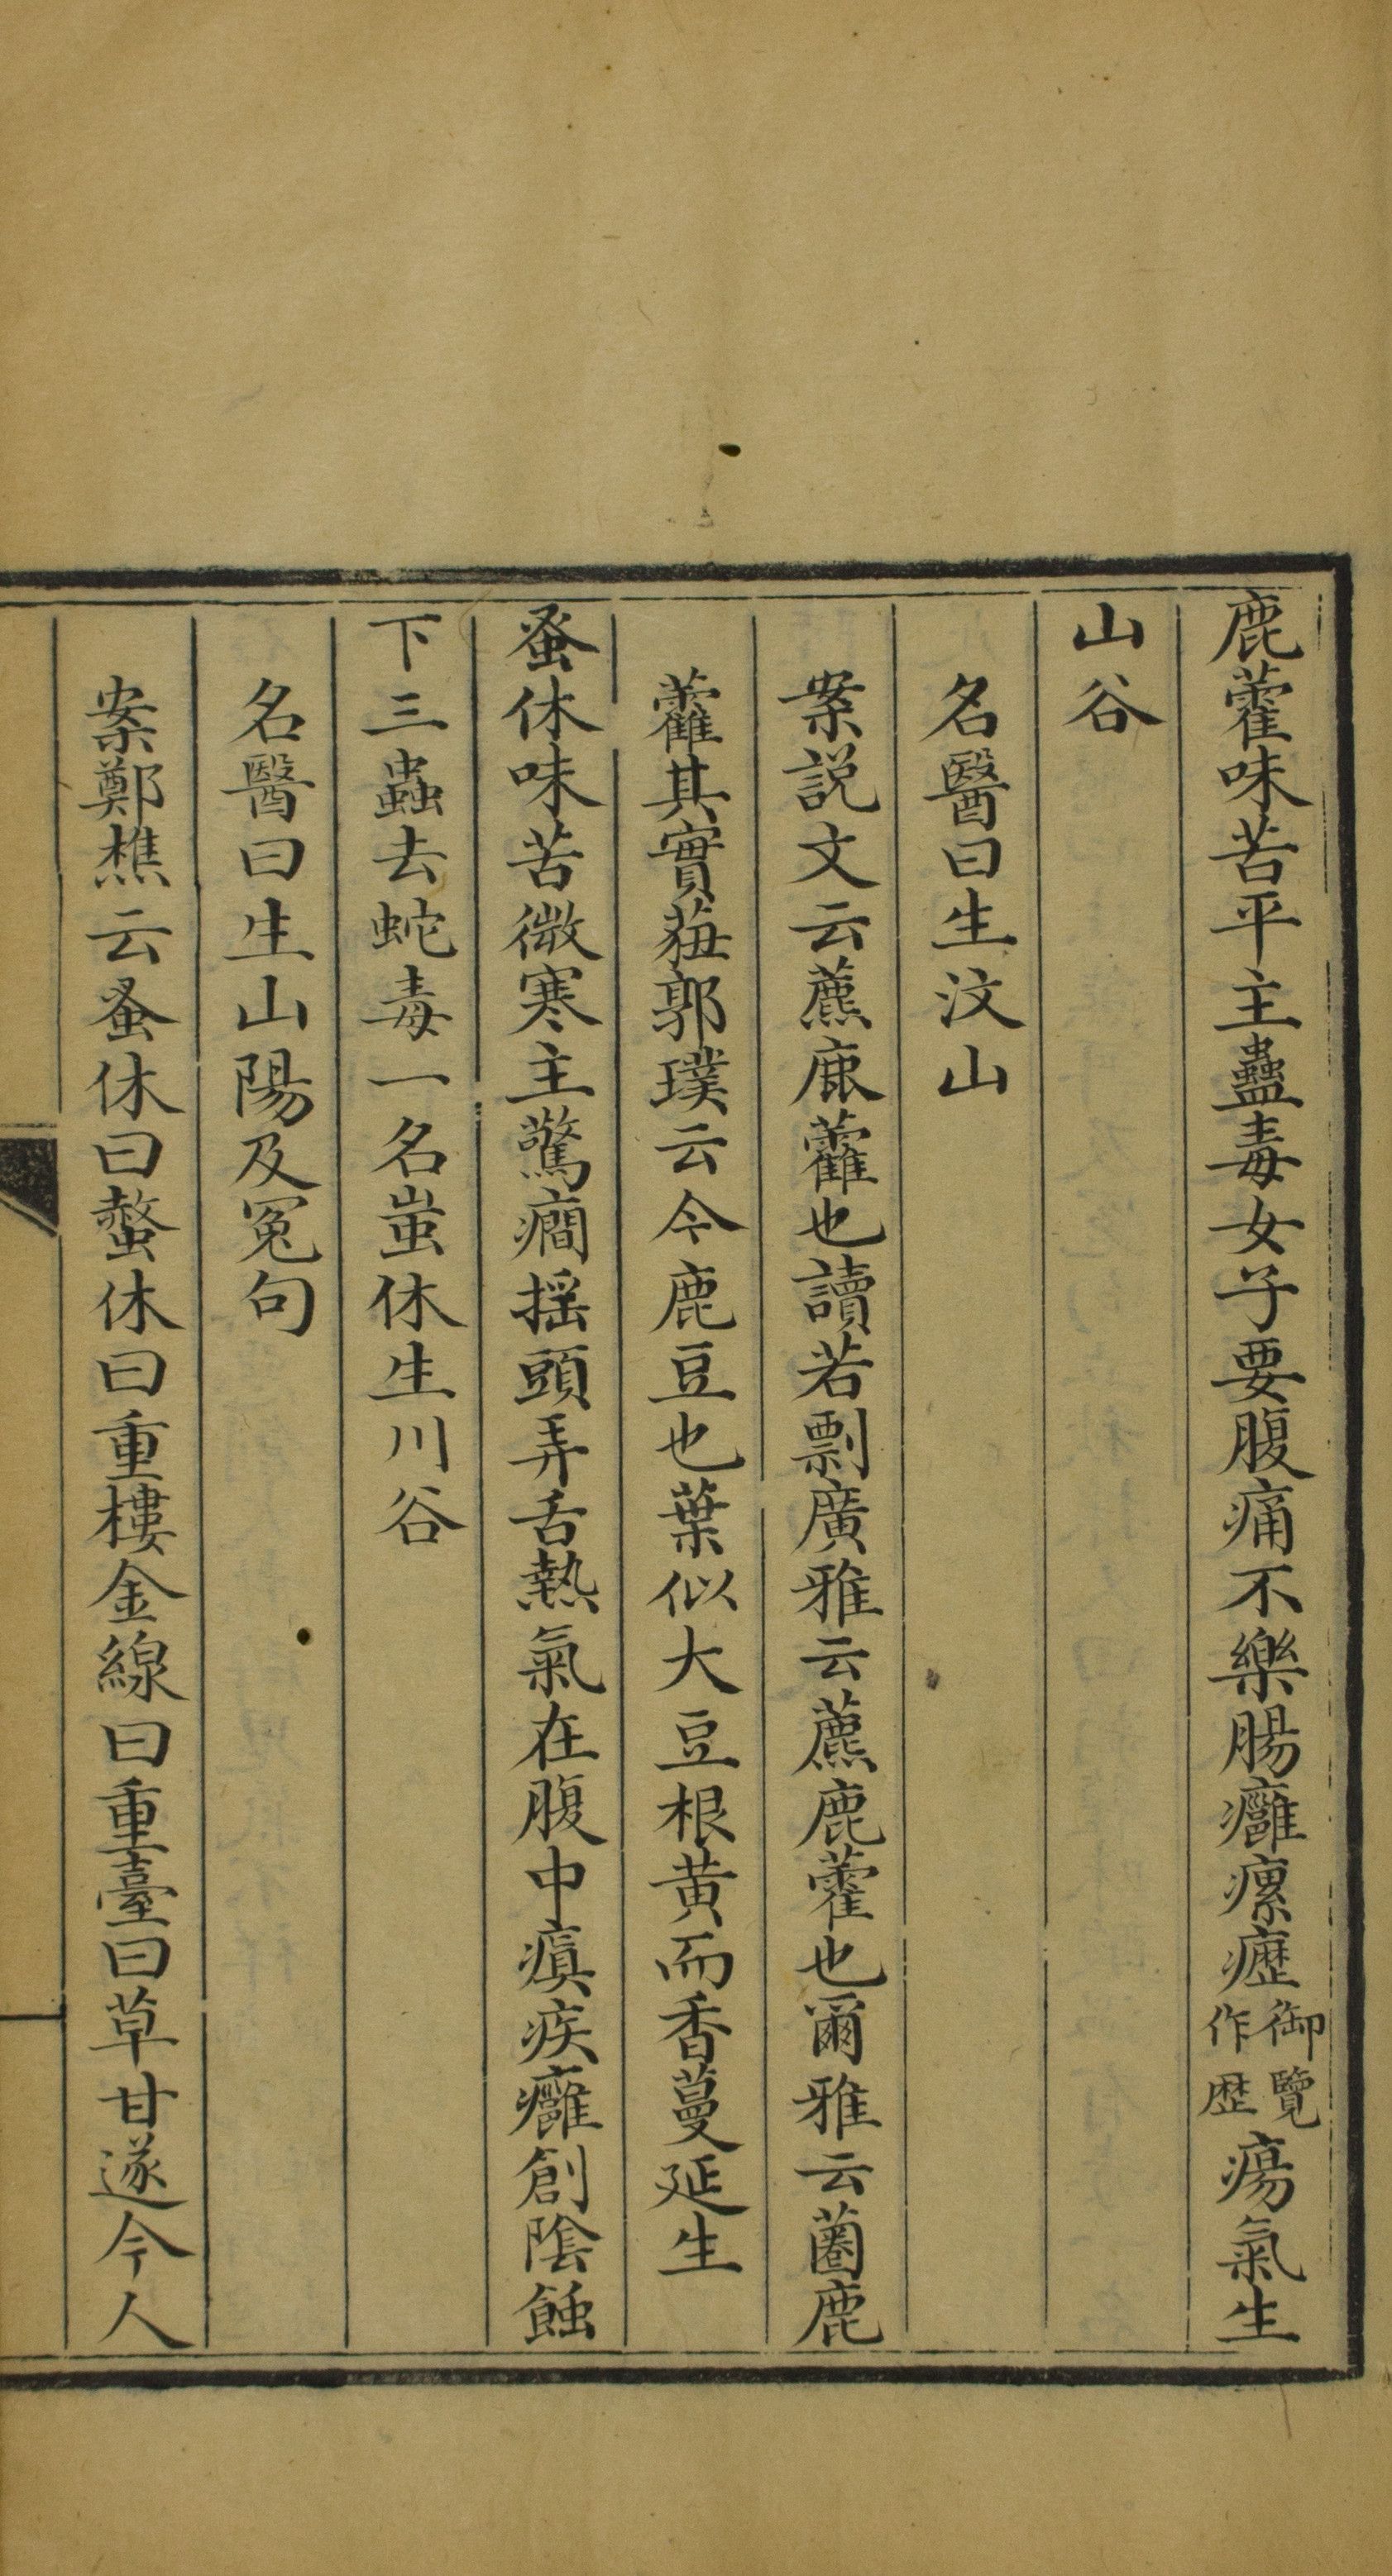 鹿藿味苦平主蠱毒女子要腹痛不樂腸癰瘰癧御覽作歴瘍氣生
山谷
名醫曰生汶山
案説文云藨鹿藿也讀若剽廣雅云藨鹿藿也爾雅云蔨鹿
藿其實莥郭璞云今鹿豆也葉似大豆根黄而香蔓延生
蚤休味苦微寒主驚癇揺頭弄舌熱氣在腹中瘨疾癰創陰蝕
下三蟲去蛇毒一名蚩休生川谷
名醫曰生山陽及冤句
案鄭樵云蚤休曰螫休曰重樓金線曰重臺曰草甘遂今人